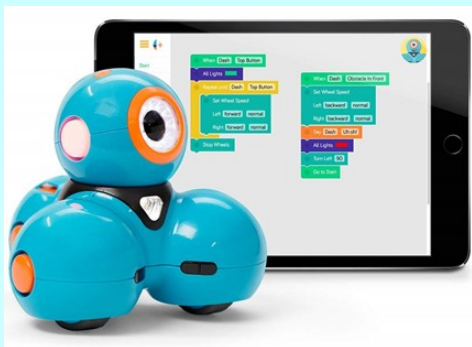 Start
When Dash Top Button
All Lights
Repeat Until Dash Top Button
Set Wheel Speed
Left forward normal
Right forward normal
Stop Wheels
When Dash Obstacle In Front
Set Wheel Speed
Left backward normal
Right backward normal
Say Dash Uh oh!
All Lights
Turn Left 90
Go to Start